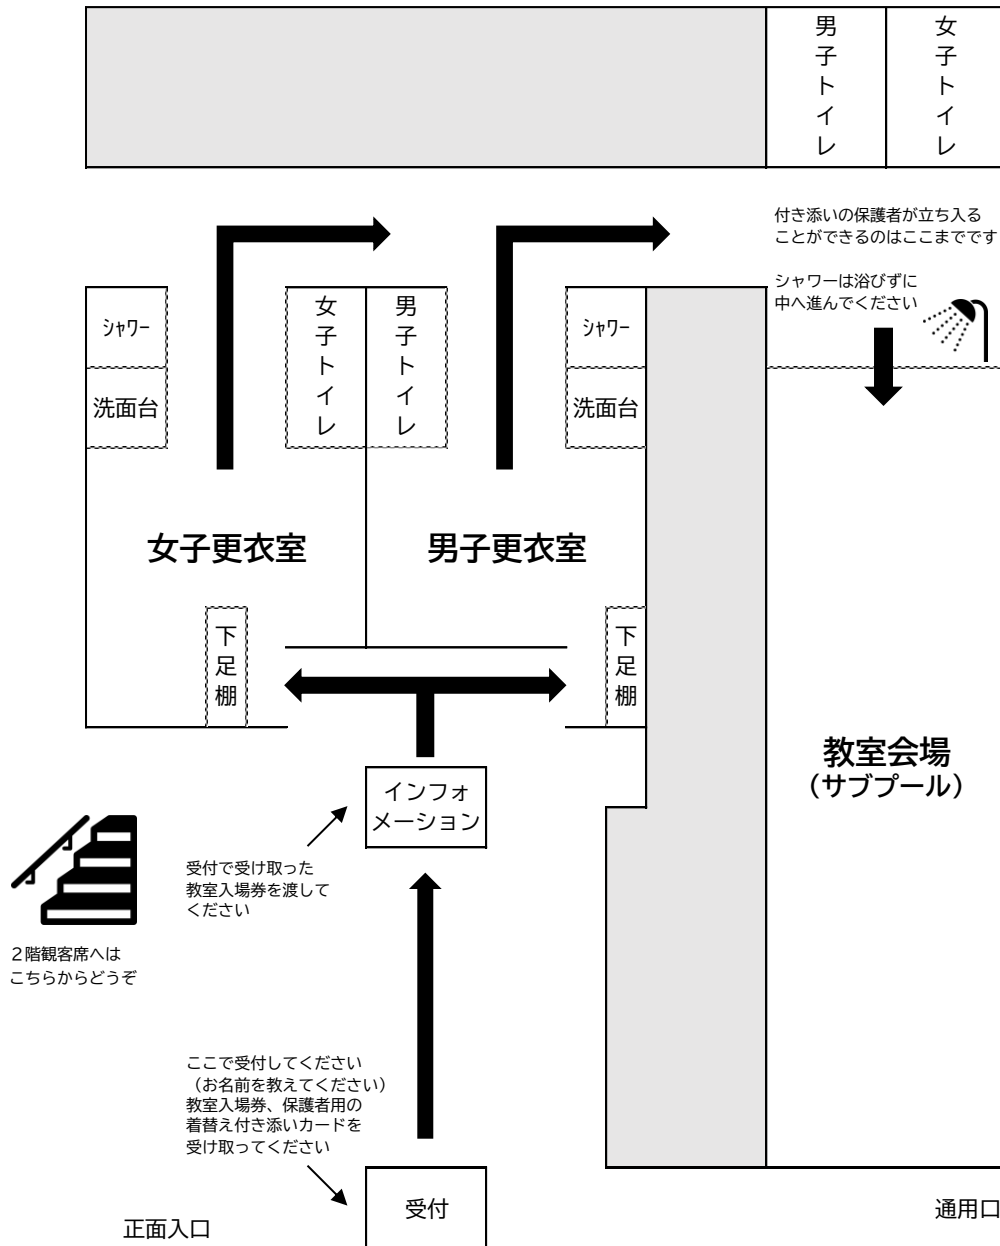 男子トイレ
女子トイレ
付き添いの保護者が立ち入る
ことができるのはここまでです
シャワーは浴びずに
中へ進んでください
ｼｬﾜｰ
洗面台
女子トイレ
男子トイレ
ｼｬﾜｰ
洗面台
女子更衣室
男子更衣室
下足棚
下足棚
教室会場
（サブプール）
インフォ
メーション
受付で受け取った
教室入場券を渡して
ください
２階観客席へは
こちらからどうぞ
ここで受付してください
（お名前を教えてください）
教室入場券、保護者用の
着替え付き添いカードを
受け取ってください
受付
正面入口
通用口